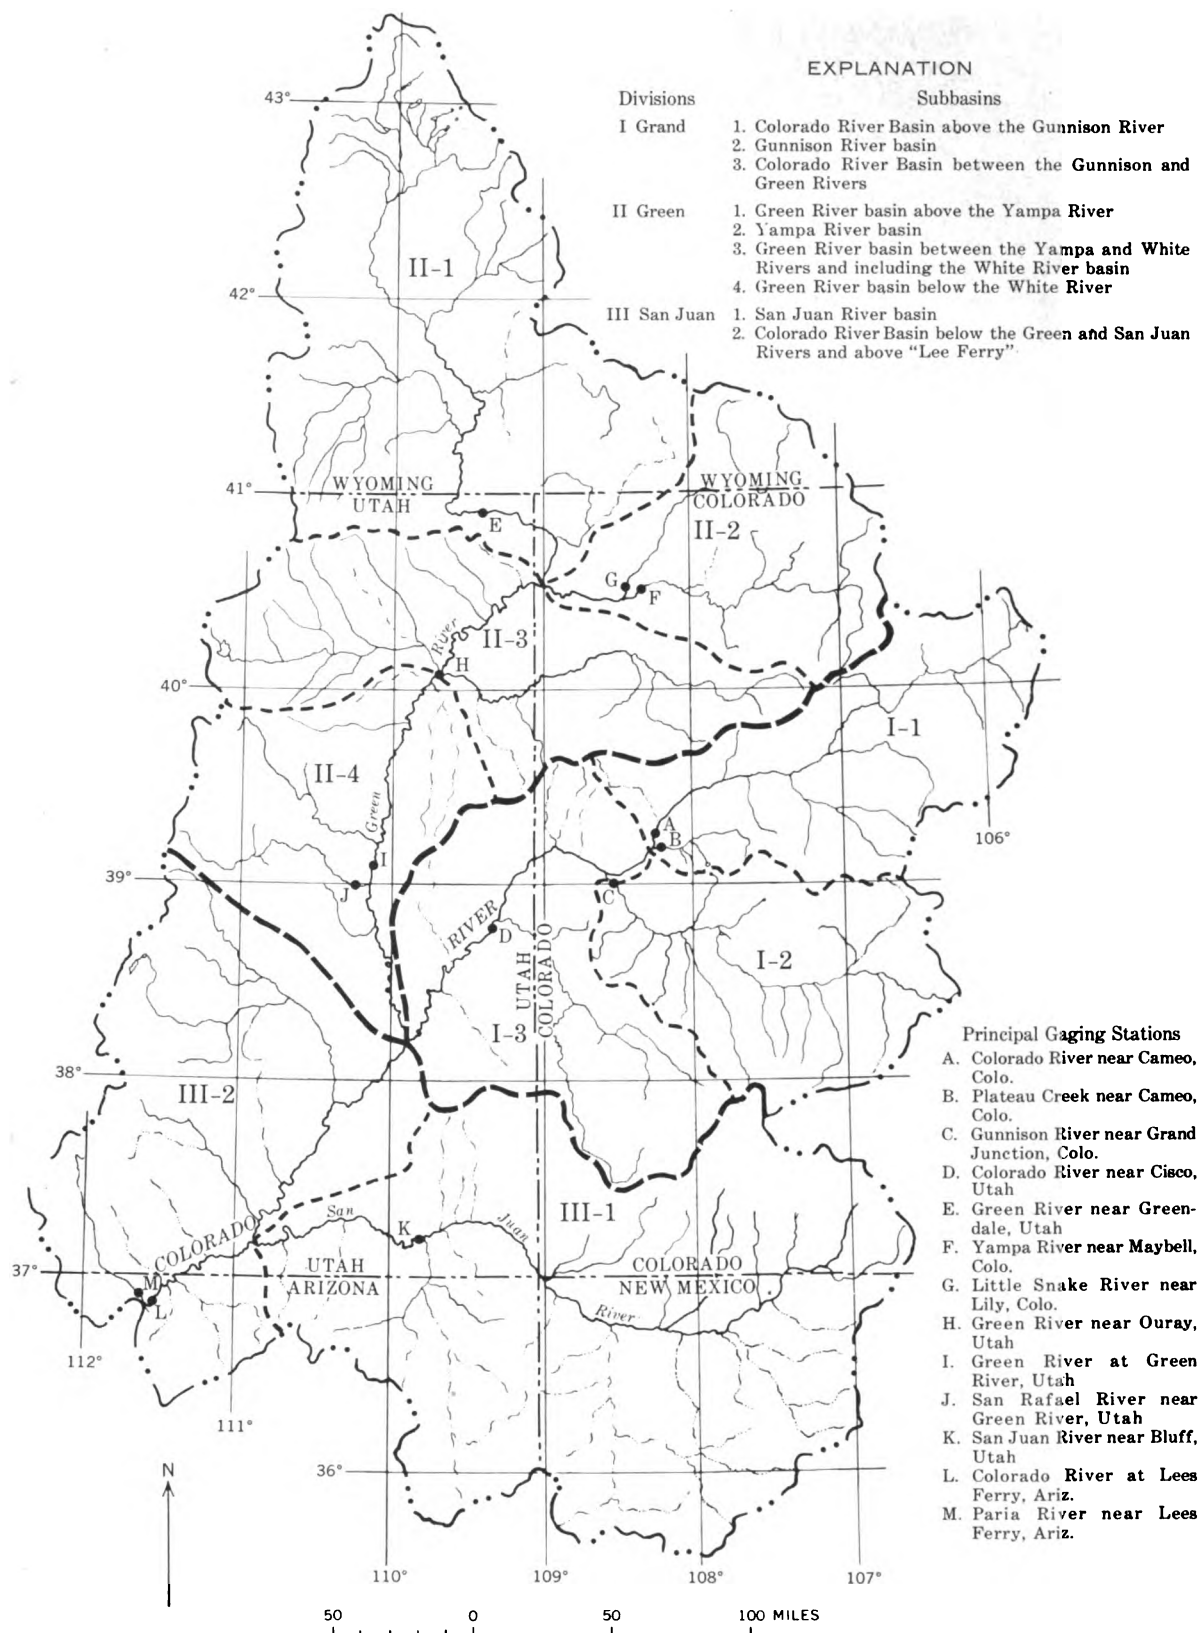 EXPLANATION
Divisions Subbasins
I Grand 1. Colorado River Basin above the Gunnison River
2. Gunnison River basin
3. Colorado River Basin between the Gunnison and
Green Rivers
II Green 1. Green River basin above the Yampa River
2. Yampa River basin
3. Green River basin between the Yampa and White
Rivers and including the White River basin
4. Green River basin below the White River
III San Juan 1. San Juan River basin
2. Colorado River Basin below the Green and San Juan
Rivers and above "Lee Ferry"
43°
II-1
42°
41°
WYOMING
UTAH
WYOMING
COLORADO
E
II-2
G
F
II-3
River
H
40°
I-1
II-4
Green
A
B
106°
I
39°
J
C
RIVER
D
I-2
UTAH
COLORADO
I-3
38°
III-2
III-1
San
K
Juan
COLORADO
37°
M
L
UTAH
ARIZONA
COLORADO
NEW MEXICO
River
112°
111°
36°
N
110°
109°
108°
107°
50 0 50 100 MILES
Principal Gaging Stations
A. Colorado River near Cameo,
Colo.
B. Plateau Creek near Cameo,
Colo.
C. Gunnison River near Grand
Junction, Colo.
D. Colorado River near Cisco,
Utah
E. Green River near Green-
dale, Utah
F. Yampa River near Maybell,
Colo.
G. Little Snake River near
Lily, Colo.
H. Green River near Ouray,
Utah
I. Green River at Green
River, Utah
J. San Rafael River near
Green River, Utah
K. San Juan River near Bluff,
Utah
L. Colorado River at Lees
Ferry, Ariz.
M. Paria River near Lees
Ferry, Ariz.